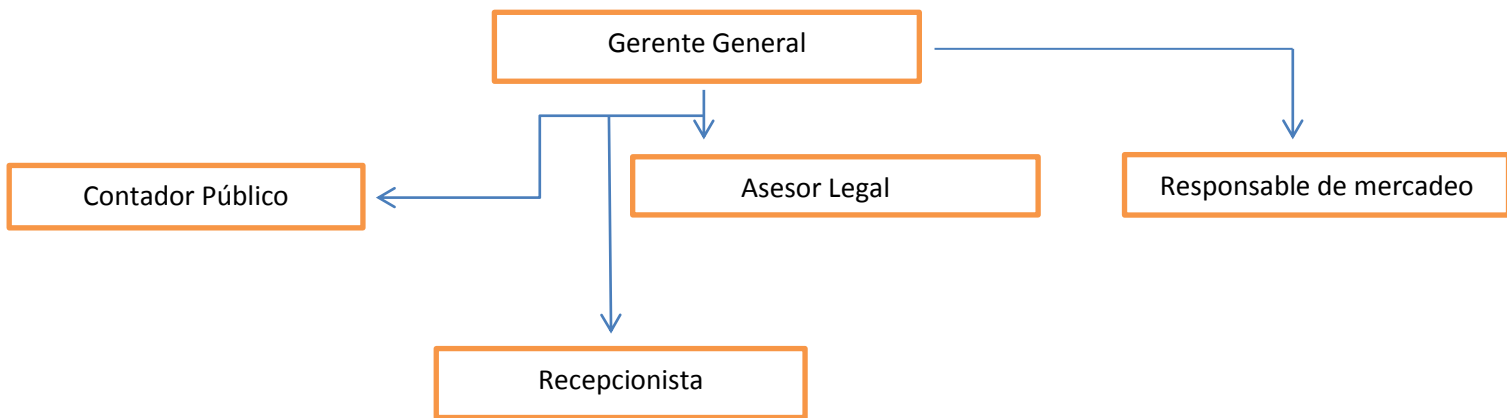 Gerente General
Contador Público
Asesor Legal
Responsable de mercadeo
Recepcionista